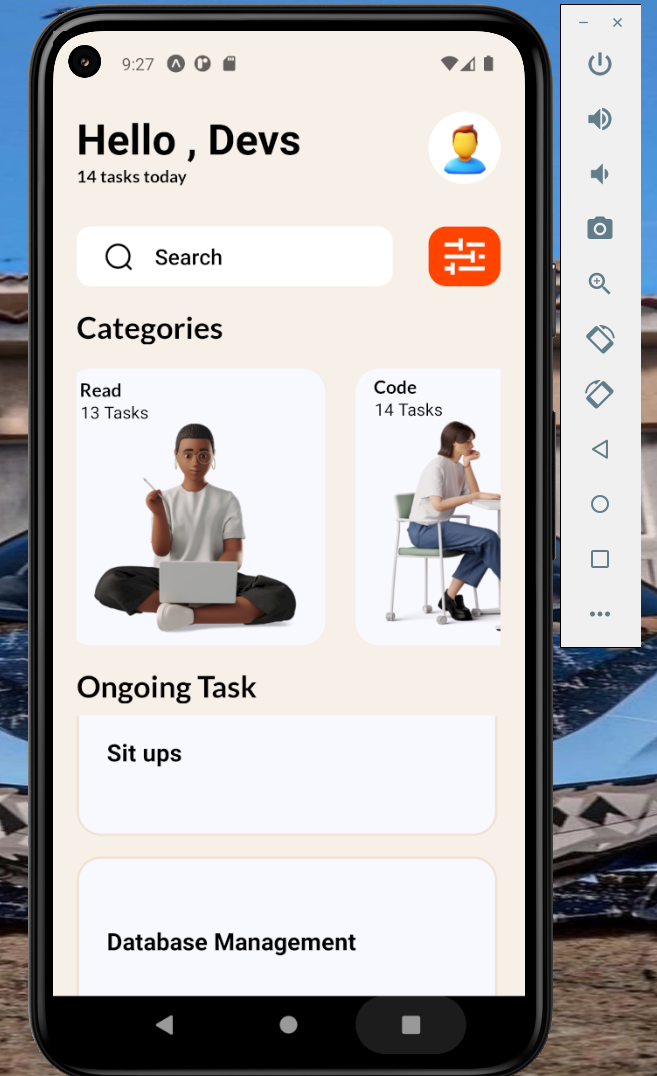 9:27
Hello , Devs
14 tasks today
Search
Categories
Read
13 Tasks
Code
14 Tasks
Ongoing Task
Sit ups
Database Management